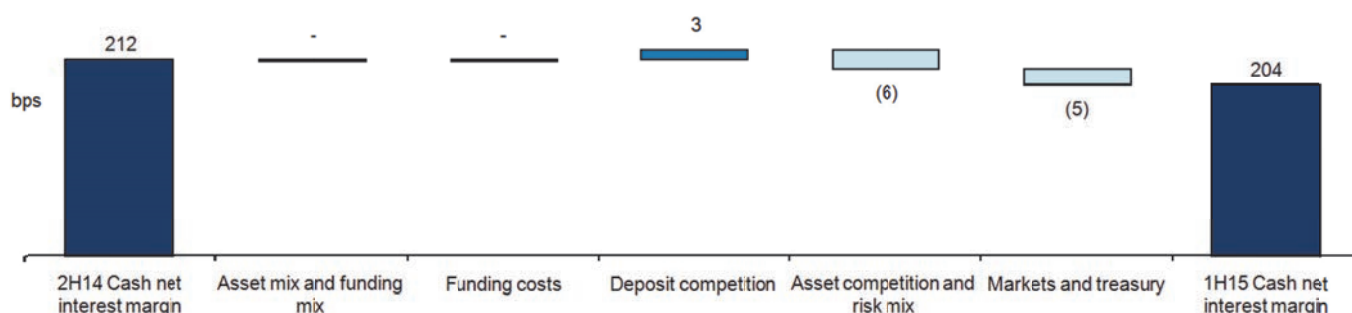 212
-
-
3
(6)
(5)
204
bps
2H14 Cash net
interest margin
Asset mix and funding
mix
Funding costs
Deposit competition
Asset competition and
risk mix
Markets and treasury
1H15 Cash net
interest margin